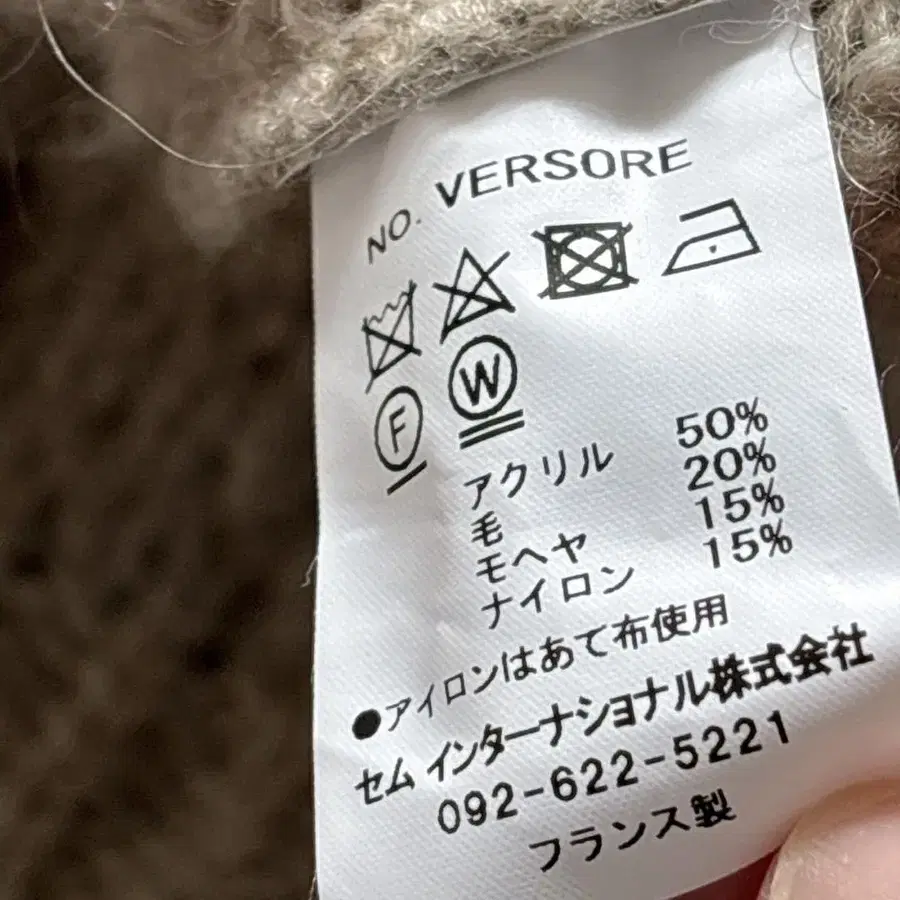 NO. VERSORE
F W
アクリル 50%
毛 20%
モヘヤ 15%
ナイロン 15%
●アイロンはあて布使用
セム インターナショナル株式会社
092-622-5221
フランス製